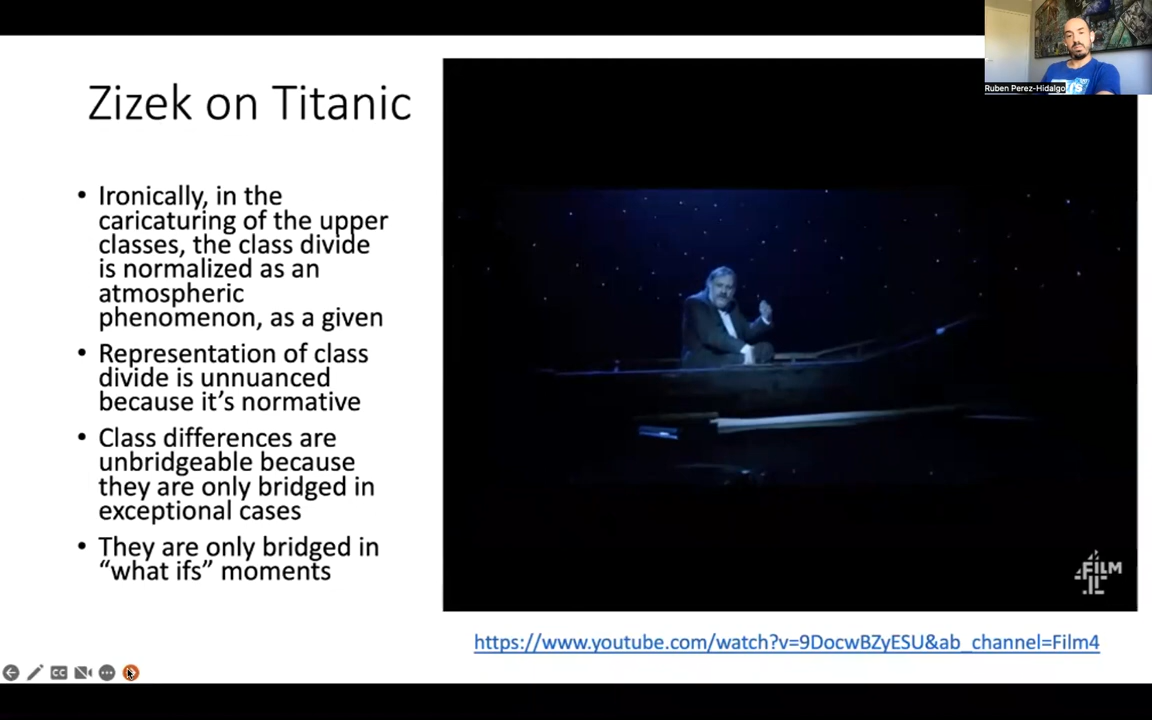 Zizek on Titanic
• Ironically, in the
caricaturing of the upper
classes, the class divide
is normalized as an
atmospheric
phenomenon, as a given
• Representation of class
divide is unnuanced
because it’s normative
• Class differences are
unbridgeable because
they are only bridged in
exceptional cases
• They are only bridged in
“what ifs” moments
Ruben Perez-Hidalgo
FILM
https://www.youtube.com/watch?v=9DocwBZyESU&ab_channel=Film4
CC